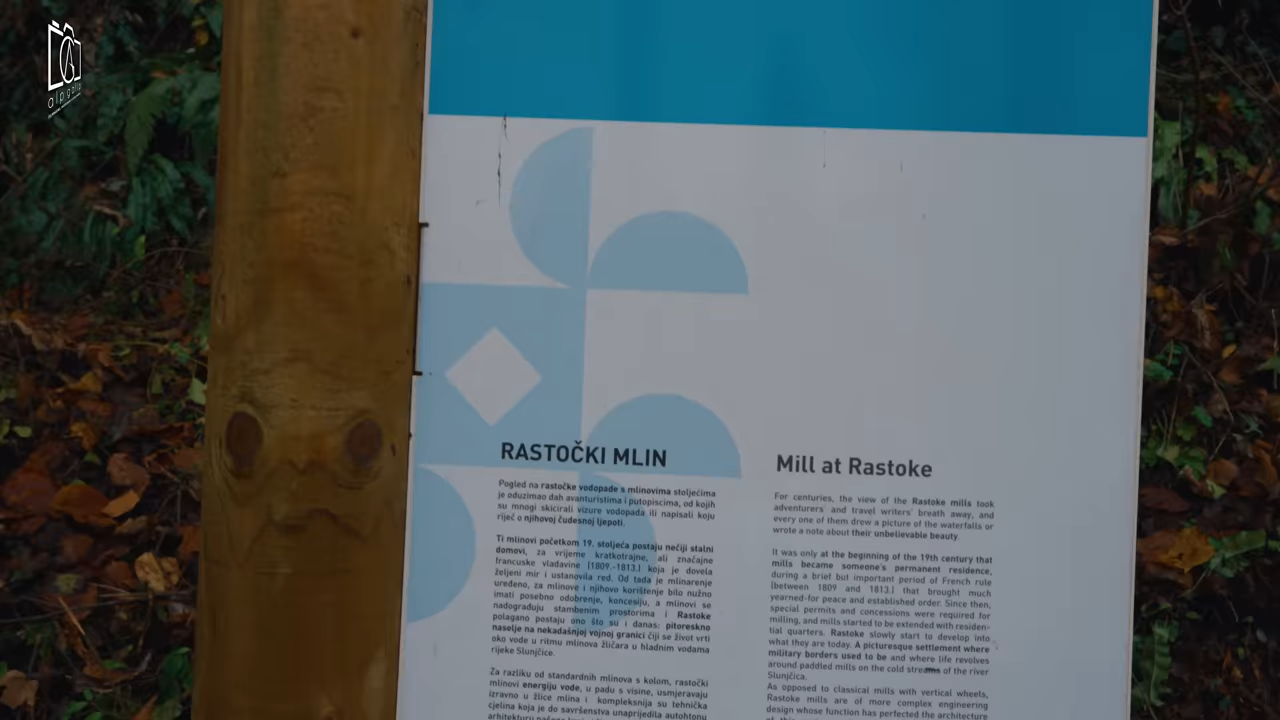 alp galip
RASTOČKI MLIN
Pogled na rastočke vodopade s mlinovima stoljećima
je oduzimao dah avanturistima i putopiscima, od kojih
su mnogi skicirali vizure vodopada ili napisali koju
riječ o njihovoj čudesnoj ljepoti.
Ti mlinovi početkom 19. stoljeća postaju nečiji stalni
domovi, za vrijeme kratkotrajne, ali značajne
francuske vladavine [1809.-1813.] koja je dovela
željeni mir i ustanovila red. Od tada je mlinarenje
uređeno, za mlinove i njihovo korištenje bilo nužno
imati posebno odobrenje, koncesiju, a mlinovi se
nadograđuju stambenim prostorima i Rastoke
polagano postaju ono što su i danas: pitoreskno
naselje na nekadašnjoj vojnoj granici čiji se život vrti
oko vode u ritmu mlinova žličara u hladnim vodama
rijeke Slunjčice.
Za razliku od standardnih mlinova s kolom, rastočki
mlinovi energiju vode, u padu s visine, usmjeravaju
izravno u žlice mlina i kompleksnija su tehnička
cjelina koja je do savršenstva unaprijedila autohtonu
Mill at Rastoke
For centuries, the view of the Rastoke mills took
adventurers' and travel writers' breath away, and
every one of them drew a picture of the waterfalls or
wrote a note about their unbelievable beauty.
It was only at the beginning of the 19th century that
mills became someone's permanent residence,
during a brief but important period of French rule
[between 1809 and 1813.] that brought much
yearned-for peace and established order. Since then,
special permits and concessions were required for
milling, and mills started to be extended with residen-
tial quarters. Rastoke slowly start to develop into
what they are today. A picturesque settlement where
military borders used to be and where life revolves
around paddled mills on the cold streams of the river
Slunjčica.
As opposed to classical mills with vertical wheels,
Rastoke mills are of more complex engineering
design whose function has perfected the architecture